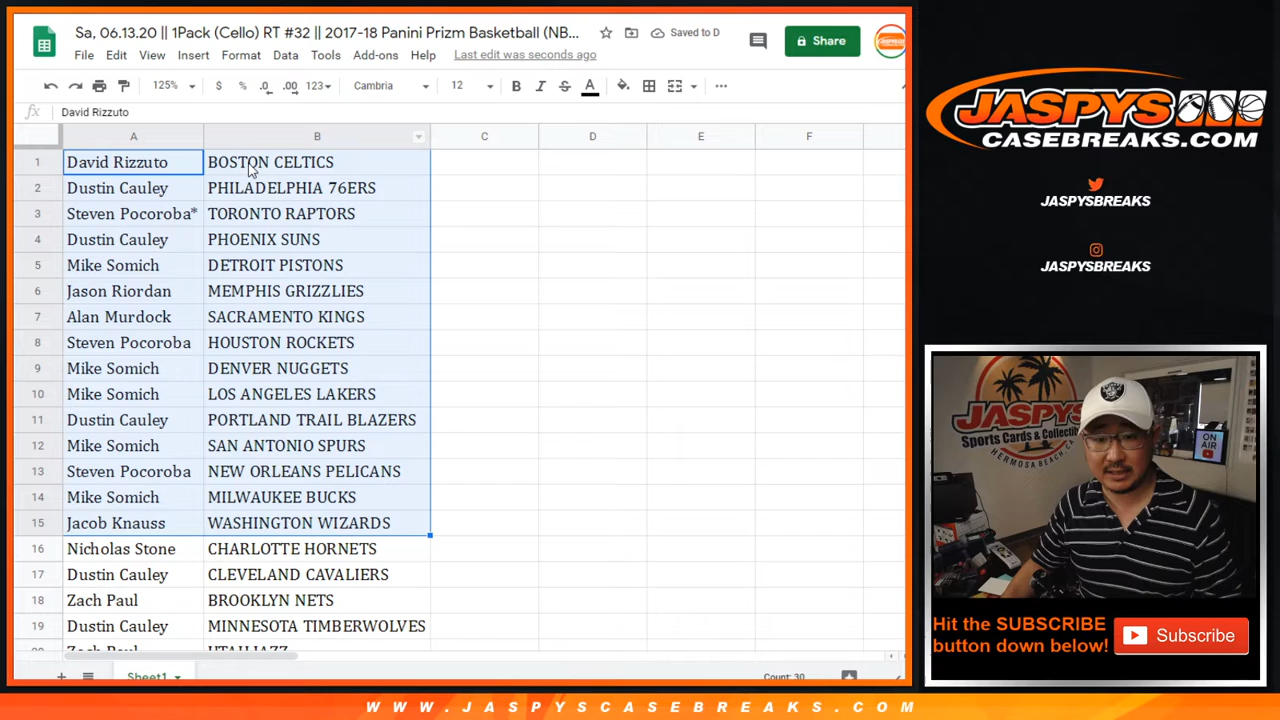 Sa, 06.13.20 || 1Pack (Cello) RT #32 || 2017-18 Panini Prizm Basketball (NB...
Saved to D
Share
File Edit View Insert Format Data Tools Add-ons Help Last edit was seconds ago
125% $ % .0 .00 123 Cambria 12 B I S A
fx David Rizzuto
A B C D E F
1 David Rizzuto BOSTON CELTICS
2 Dustin Cauley PHILADELPHIA 76ERS
3 Steven Pocoroba* TORONTO RAPTORS
4 Dustin Cauley PHOENIX SUNS
5 Mike Somich DETROIT PISTONS
6 Jason Riordan MEMPHIS GRIZZLIES
7 Alan Murdock SACRAMENTO KINGS
8 Steven Pocoroba HOUSTON ROCKETS
9 Mike Somich DENVER NUGGETS
10 Mike Somich LOS ANGELES LAKERS
11 Dustin Cauley PORTLAND TRAIL BLAZERS
12 Mike Somich SAN ANTONIO SPURS
13 Steven Pocoroba NEW ORLEANS PELICANS
14 Mike Somich MILWAUKEE BUCKS
15 Jacob Knauss WASHINGTON WIZARDS
16 Nicholas Stone CHARLOTTE HORNETS
17 Dustin Cauley CLEVELAND CAVALIERS
18 Zach Paul BROOKLYN NETS
19 Dustin Cauley MINNESOTA TIMBERWOLVES
20 Zach Paul UTAH JAZZ
Sheet1
Count: 30
JASPYS
CASEBREAKS.COM
JASPYSBREAKS
JASPYSBREAKS
JASPYS
Sports Cards & Collectibles
HERMOSA BEACH
ON
AIR
Hit the SUBSCRIBE
button down below!
Subscribe
WWW.JASPYSCASEBREAKS.COM